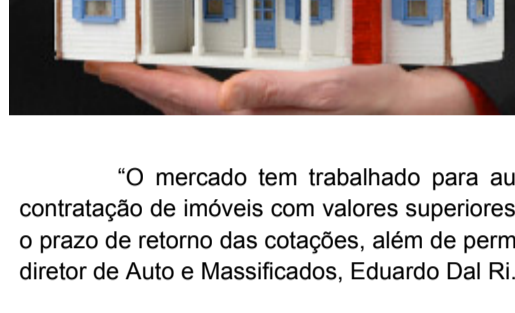 “O mercado tem trabalhado para au
contratação de imóveis com valores superiores
o prazo de retorno das cotações, além de perm
diretor de Auto e Massificados, Eduardo Dal Ri.